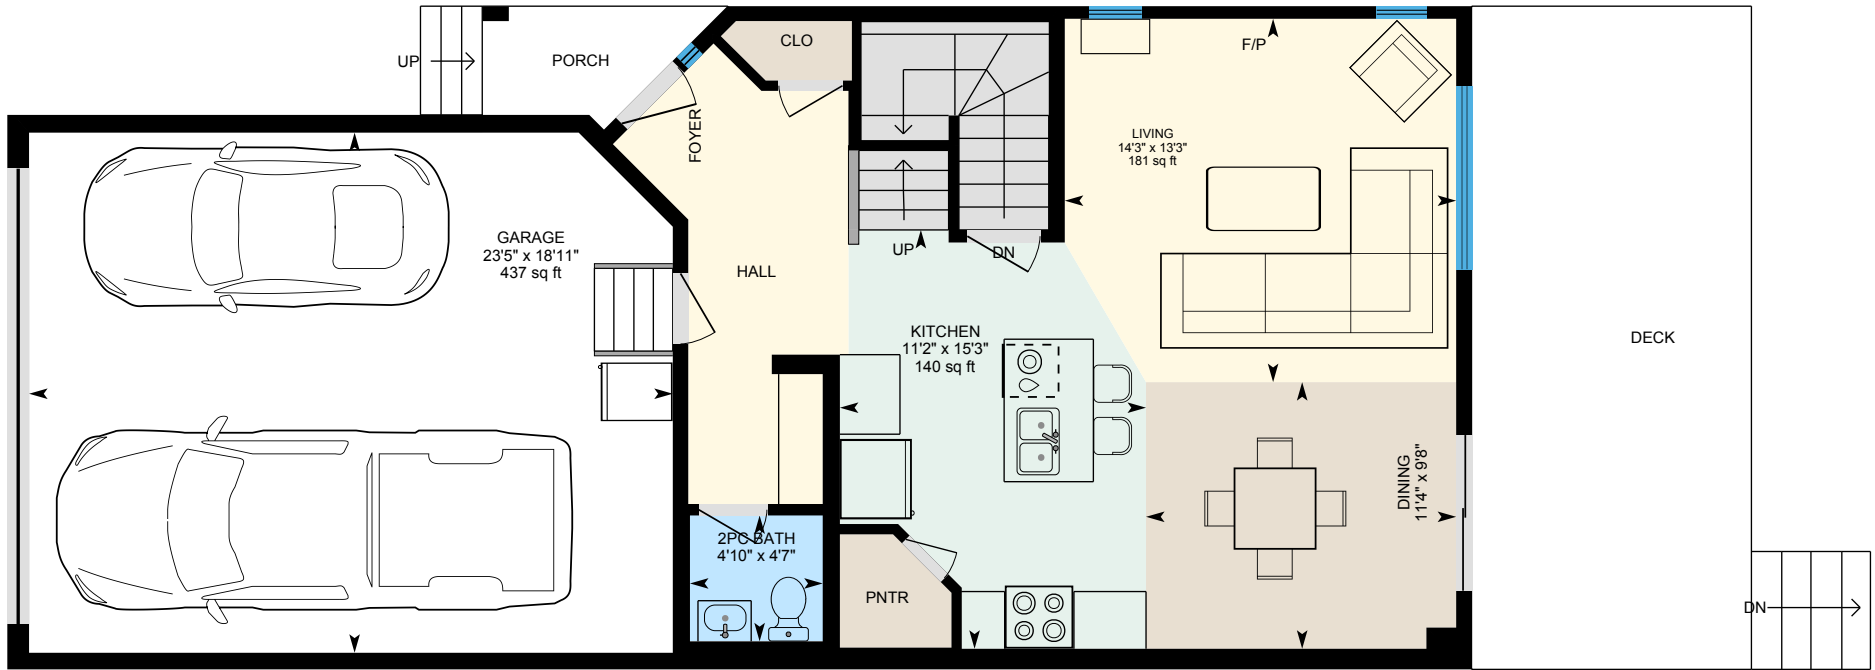 UP
PORCH
CLO
FOYER
F/P
LIVING
14'3" x 13'3"
181 sq ft
GARAGE
23'5" x 18'11"
437 sq ft
HALL
UP
DN
KITCHEN
11'2" x 15'3"
140 sq ft
DECK
DINING
11'4" x 9'8"
2PC BATH
4'10" x 4'7"
PNTR
DN